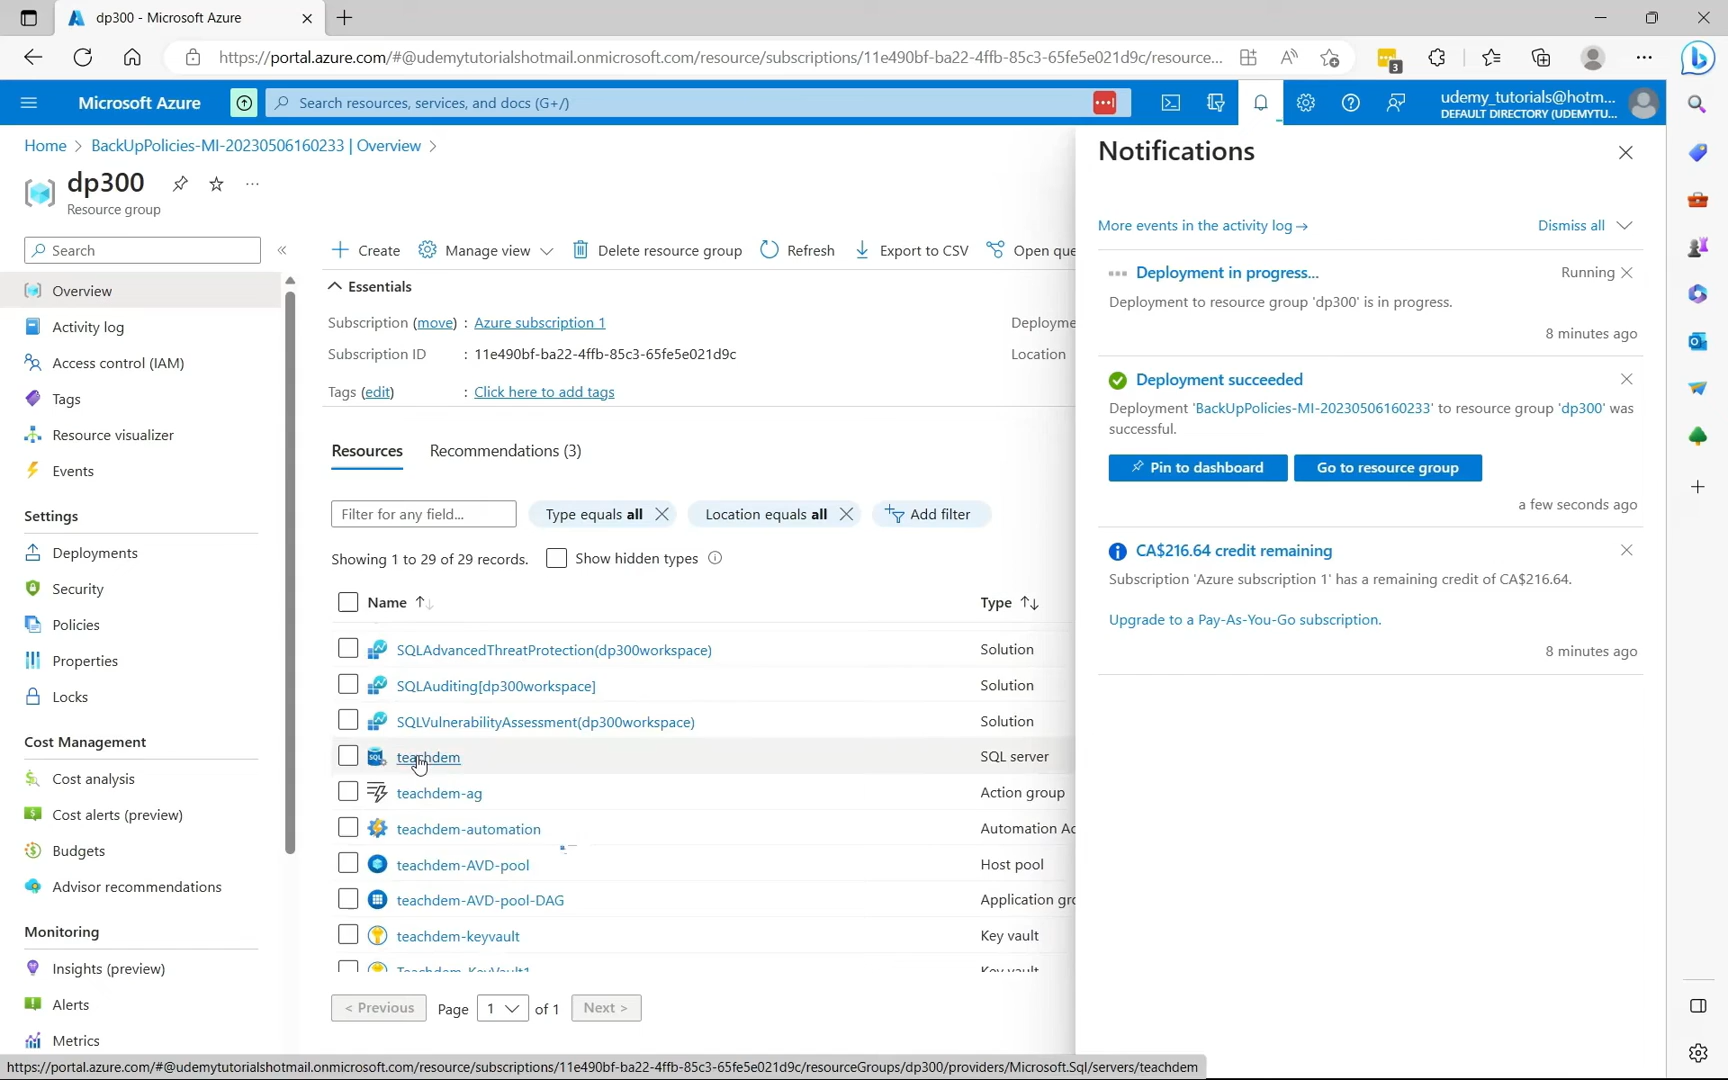 dp300 - Microsoft Azure
https://portal.azure.com/#@udemytutorialshotmail.onmicrosoft.com/resource/subscriptions/11e490bf-ba22-4ffb-85c3-65fe5e021d9c/resource...
3
Microsoft Azure
Search resources, services, and docs (G+/)
udemy_tutorials@hotm...
DEFAULT DIRECTORY (UDEMYTU...
Home > BackUpPolicies-MI-20230506160233 | Overview >
dp300
Resource group
Search
Overview
Activity log
Access control (IAM)
Tags
Resource visualizer
Events
Settings
Deployments
Security
Policies
Properties
Locks
Cost Management
Cost analysis
Cost alerts (preview)
Budgets
Advisor recommendations
Monitoring
Insights (preview)
Alerts
Metrics
Create Manage view Delete resource group Refresh Export to CSV Open que
Essentials
Subscription (move) : Azure subscription 1 Deployme
Subscription ID : 11e490bf-ba22-4ffb-85c3-65fe5e021d9c Location
Tags (edit) : Click here to add tags
Resources Recommendations (3)
Filter for any field... Type equals all Location equals all Add filter
Showing 1 to 29 of 29 records. Show hidden types
Name Type
SQLAdvancedThreatProtection(dp300workspace) Solution
SQLAuditing[dp300workspace] Solution
SQLVulnerabilityAssessment(dp300workspace) Solution
teachdem SQL server
teachdem-ag Action group
teachdem-automation Automation Ac
teachdem-AVD-pool Host pool
teachdem-AVD-pool-DAG Application gro
teachdem-keyvault Key vault
Teachdem-KeyVault1 Key vault
< Previous Page 1 of 1 Next >
Notifications
More events in the activity log → Dismiss all
Deployment in progress... Running
Deployment to resource group 'dp300' is in progress.
8 minutes ago
Deployment succeeded
Deployment 'BackUpPolicies-MI-20230506160233' to resource group 'dp300' was
successful.
Pin to dashboard Go to resource group
a few seconds ago
CA$216.64 credit remaining
Subscription 'Azure subscription 1' has a remaining credit of CA$216.64.
Upgrade to a Pay-As-You-Go subscription.
8 minutes ago
https://portal.azure.com/#@udemytutorialshotmail.onmicrosoft.com/resource/subscriptions/11e490bf-ba22-4ffb-85c3-65fe5e021d9c/resourceGroups/dp300/providers/Microsoft.Sql/servers/teachdem